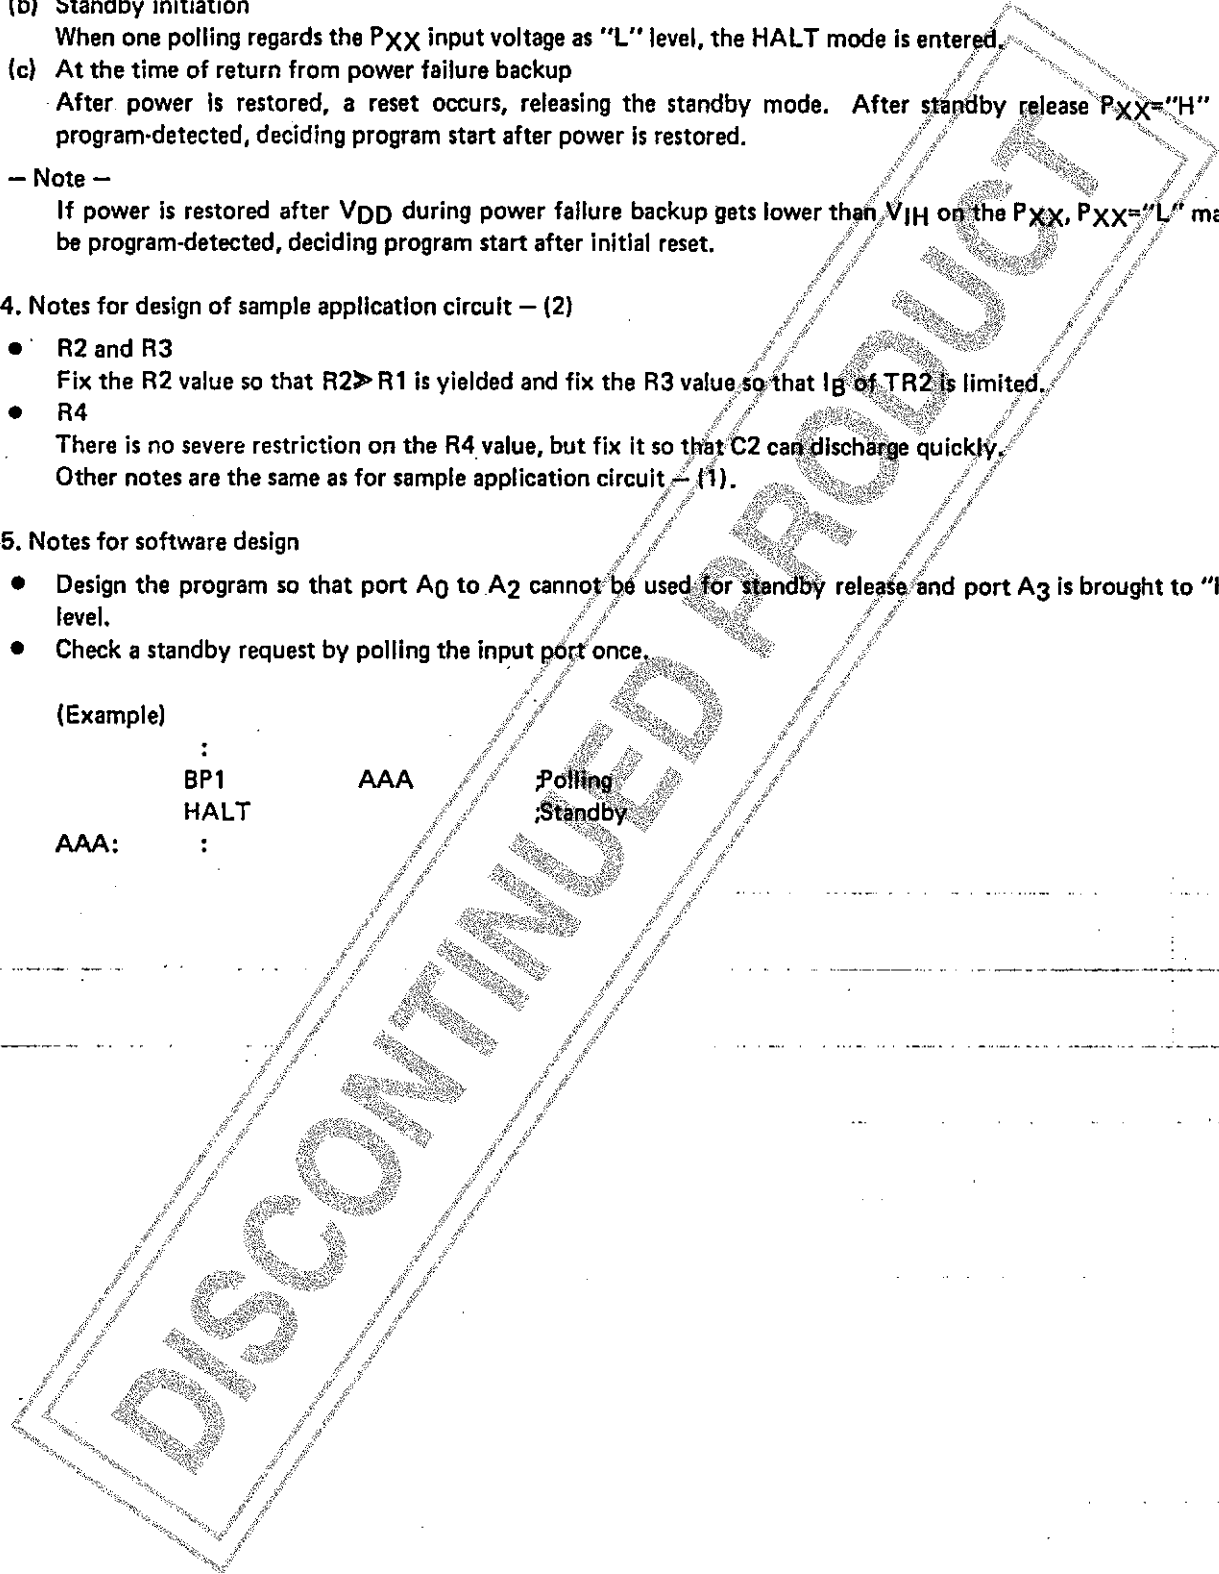 (b) Standby initiation
When one polling regards the PXX input voltage as "L" level, the HALT mode is entered.
(c) At the time of return from power failure backup
After power is restored, a reset occurs, releasing the standby mode. After standby release PXX="H"
program-detected, deciding program start after power is restored.
— Note —
If power is restored after VDD during power failure backup gets lower than VIH on the PXX, PXX="L" ma
be program-detected, deciding program start after initial reset.
4. Notes for design of sample application circuit — (2)
● R2 and R3
Fix the R2 value so that R2≫R1 is yielded and fix the R3 value so that IB of TR2 is limited.
● R4
There is no severe restriction on the R4 value, but fix it so that C2 can discharge quickly.
Other notes are the same as for sample application circuit — (1).
5. Notes for software design
● Design the program so that port A0 to A2 cannot be used for standby release and port A3 is brought to "
level.
● Check a standby request by polling the input port once.
(Example)
:
BP1 AAA ;Polling
HALT ;Standby
AAA: :
DISCONTINUED PRODUCT